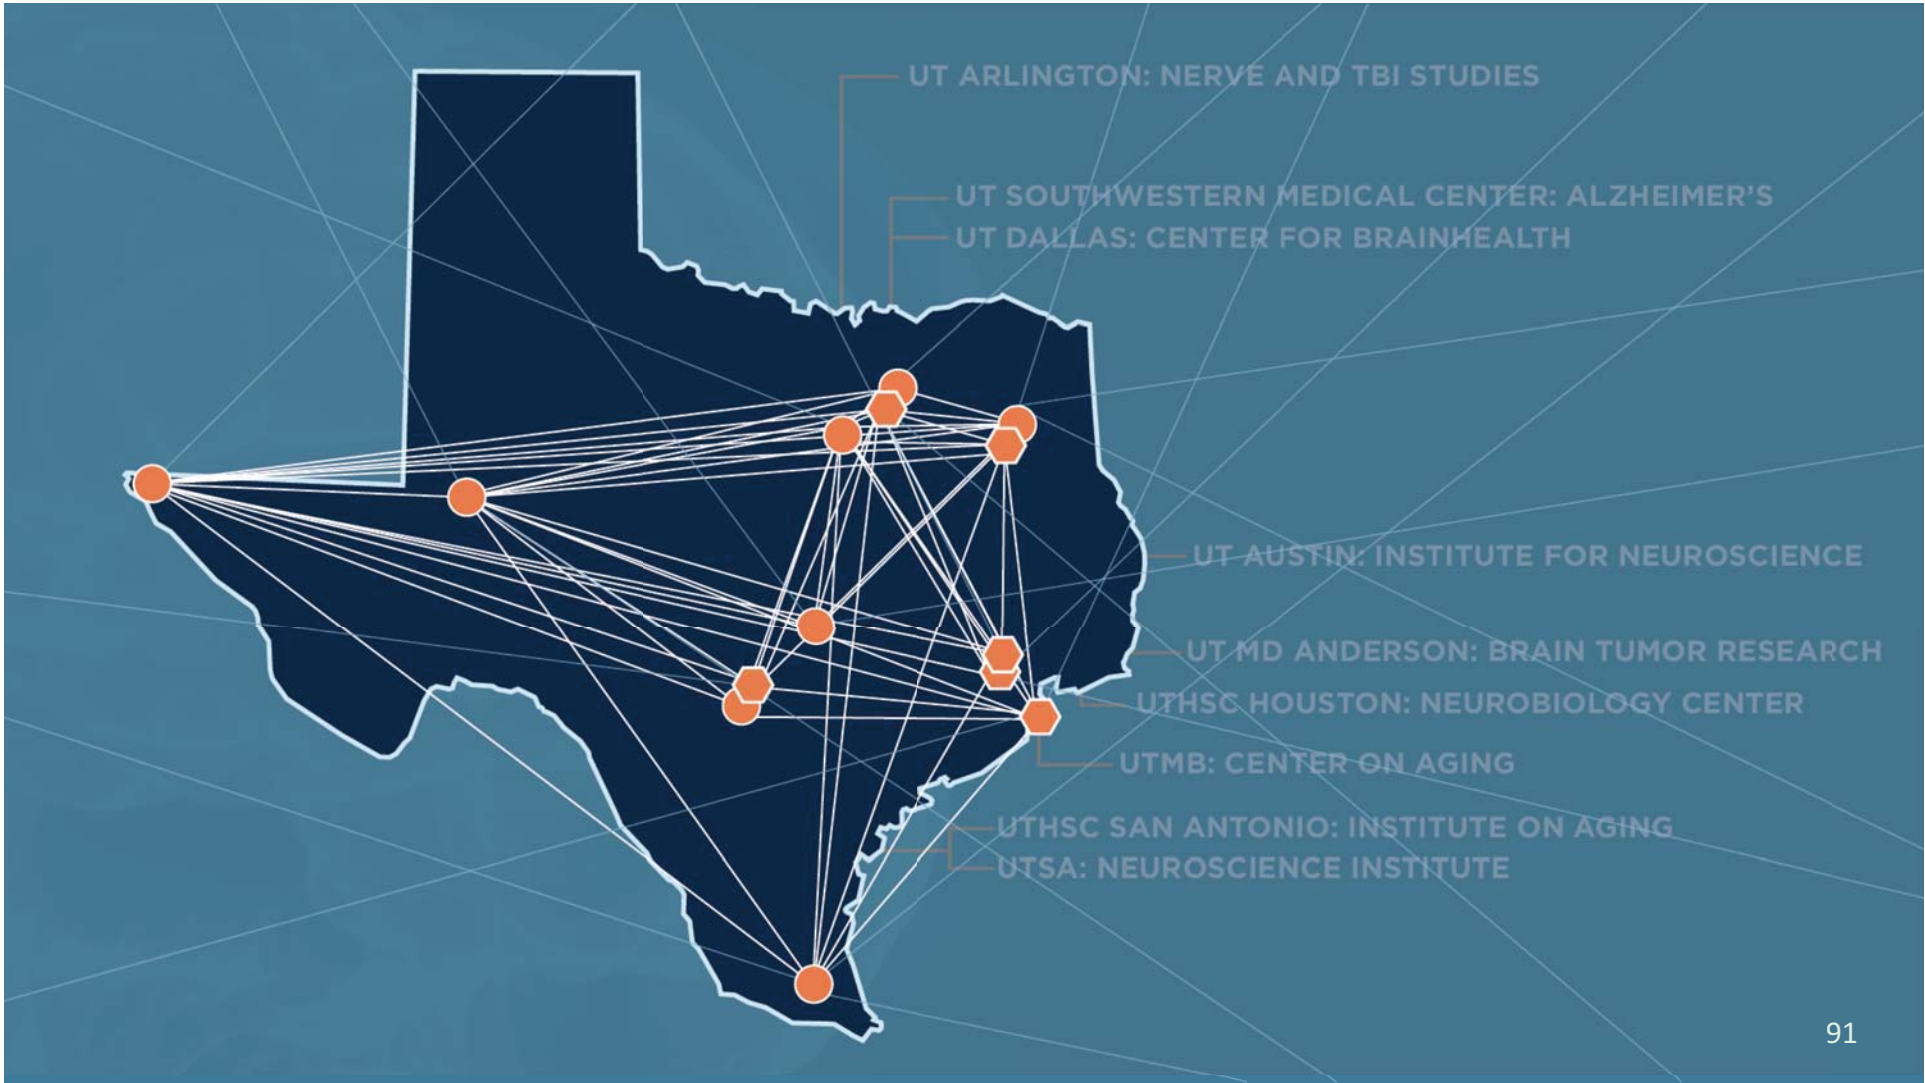 UT ARLINGTON: NERVE AND TBI STUDIES
UT SOUTHWESTERN MEDICAL CENTER: ALZHEIMER'S
UT DALLAS: CENTER FOR BRAINHEALTH
UT AUSTIN: INSTITUTE FOR NEUROSCIENCE
UT MD ANDERSON: BRAIN TUMOR RESEARCH
UTHSC HOUSTON: NEUROBIOLOGY CENTER
UTMB: CENTER ON AGING
UTHSC SAN ANTONIO: INSTITUTE ON AGING
UTSA: NEUROSCIENCE INSTITUTE
91